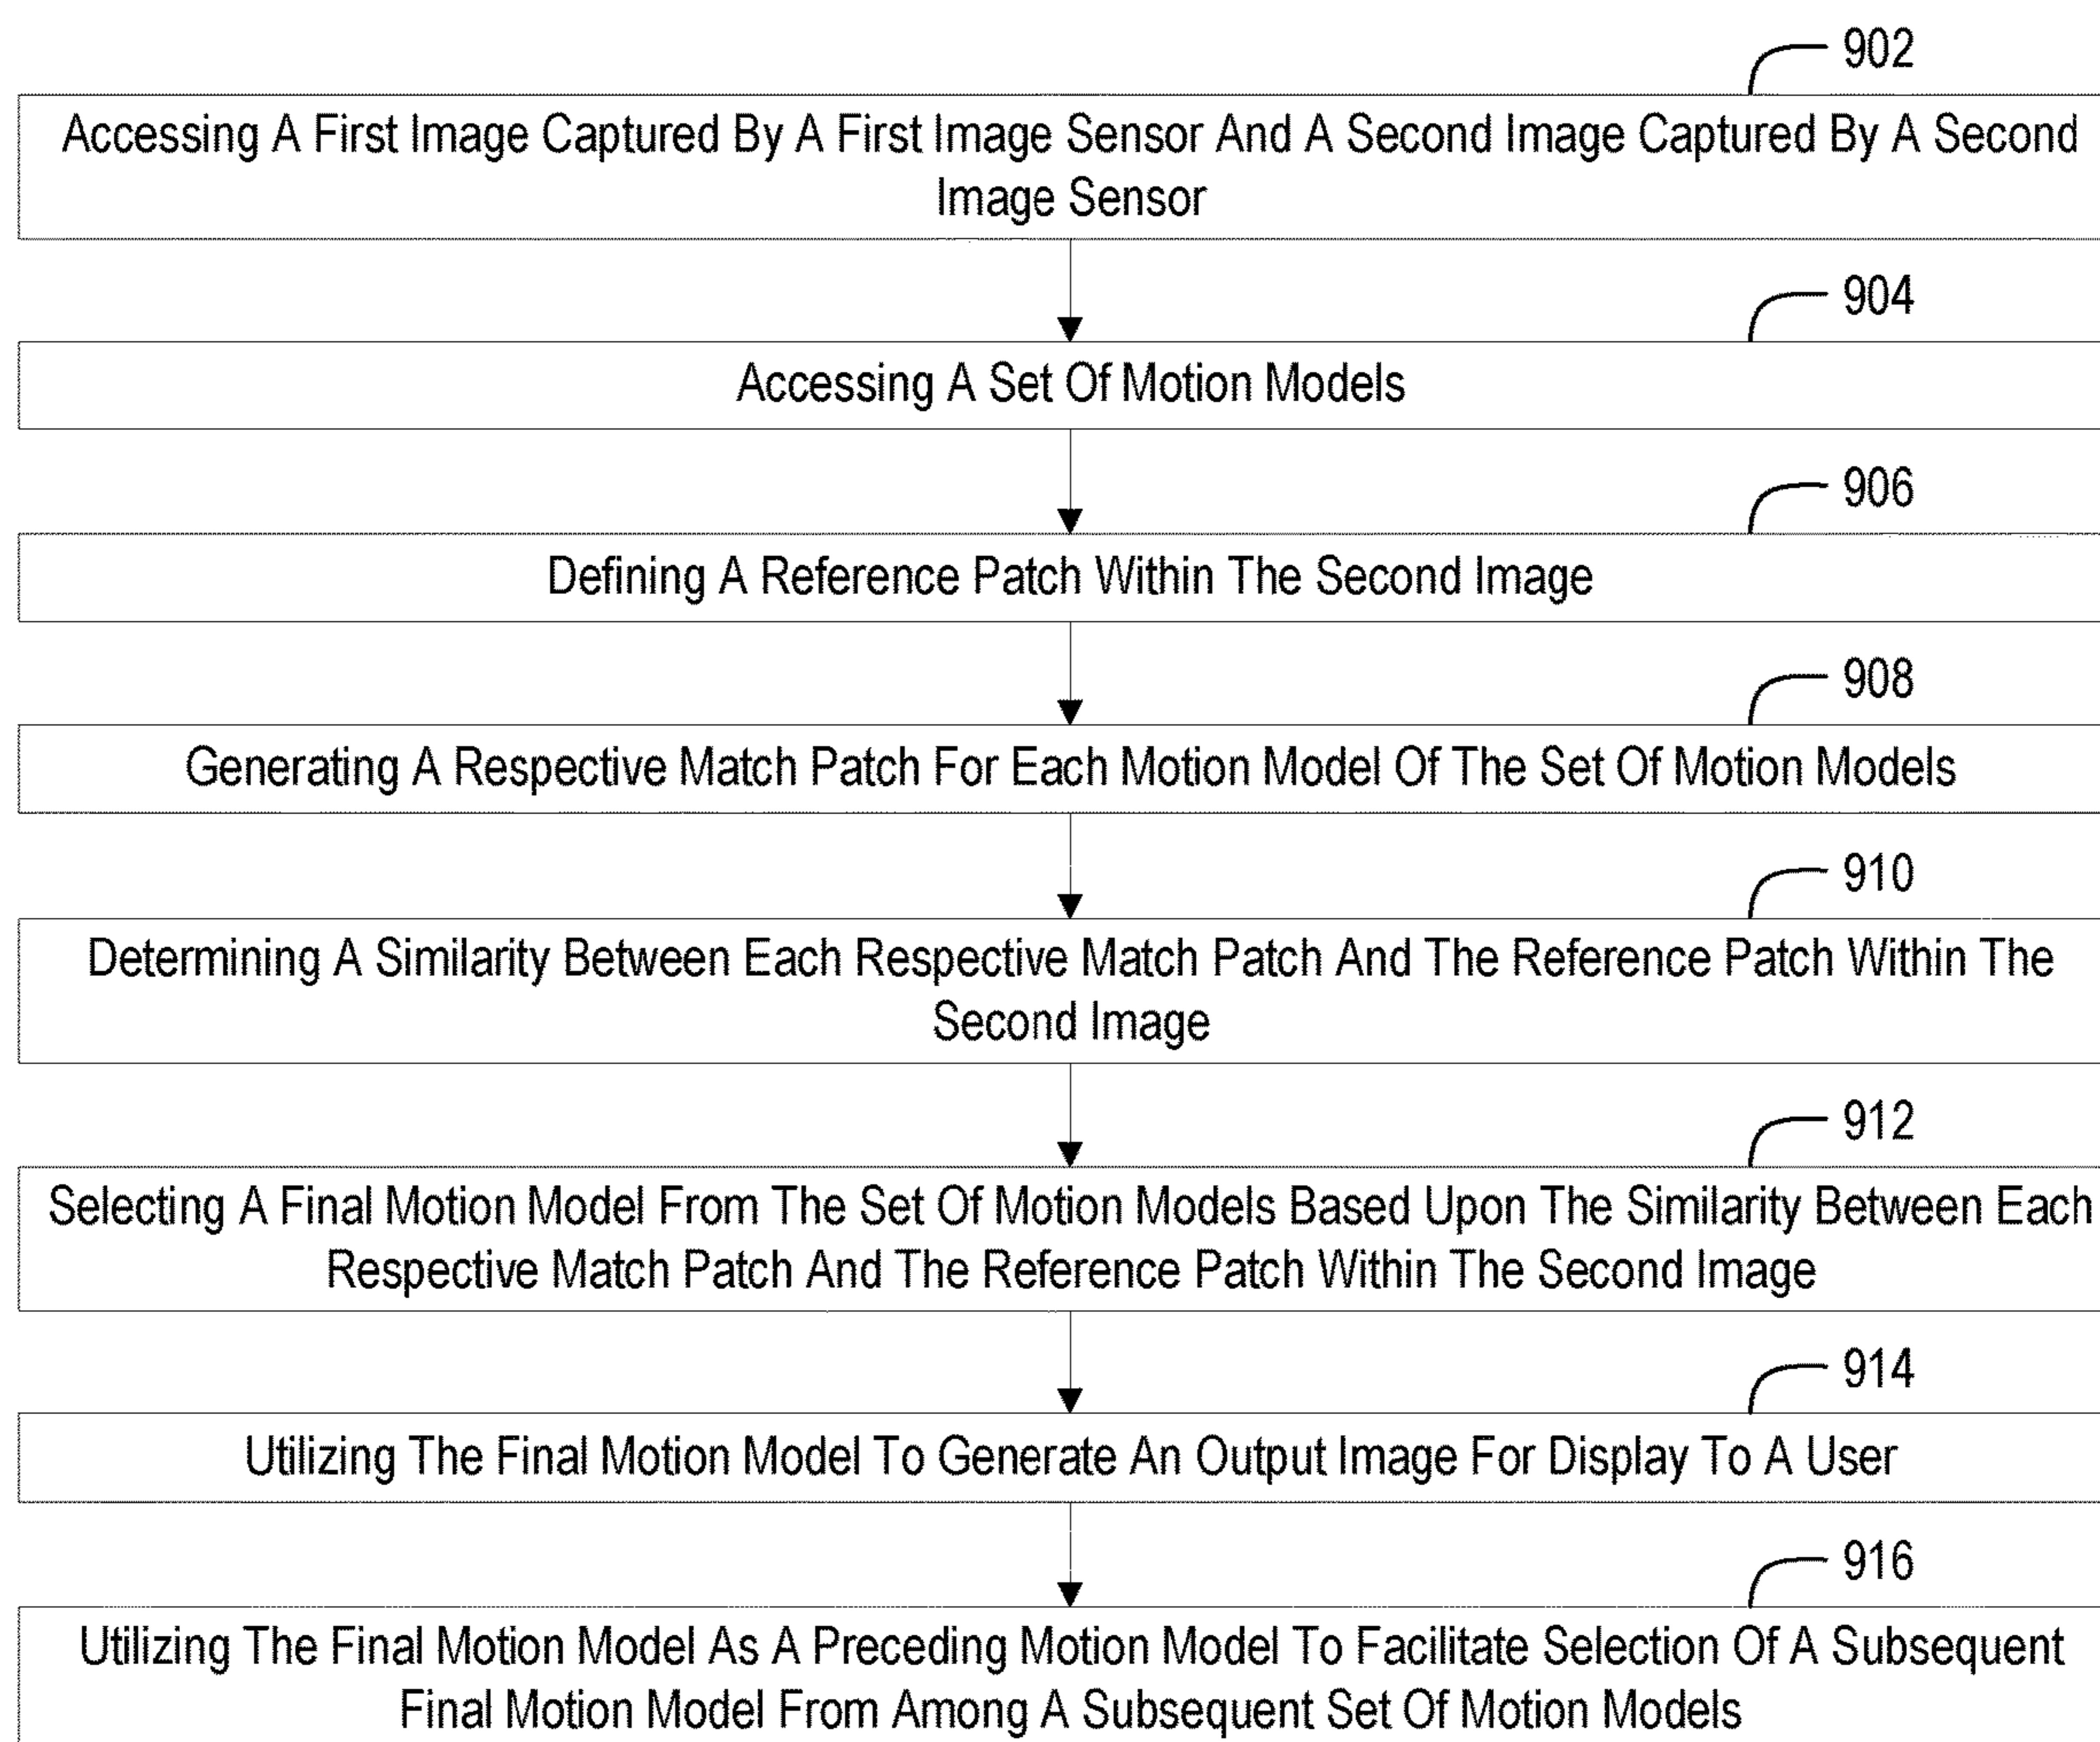 902
Accessing A First Image Captured By A First Image Sensor And A Second Image Captured By A Second
Image Sensor
904
Accessing A Set Of Motion Models
906
Defining A Reference Patch Within The Second Image
908
Generating A Respective Match Patch For Each Motion Model Of The Set Of Motion Models
910
Determining A Similarity Between Each Respective Match Patch And The Reference Patch Within The
Second Image
912
Selecting A Final Motion Model From The Set Of Motion Models Based Upon The Similarity Between Each
Respective Match Patch And The Reference Patch Within The Second Image
914
Utilizing The Final Motion Model To Generate An Output Image For Display To A User
916
Utilizing The Final Motion Model As A Preceding Motion Model To Facilitate Selection Of A Subsequent
Final Motion Model From Among A Subsequent Set Of Motion Models